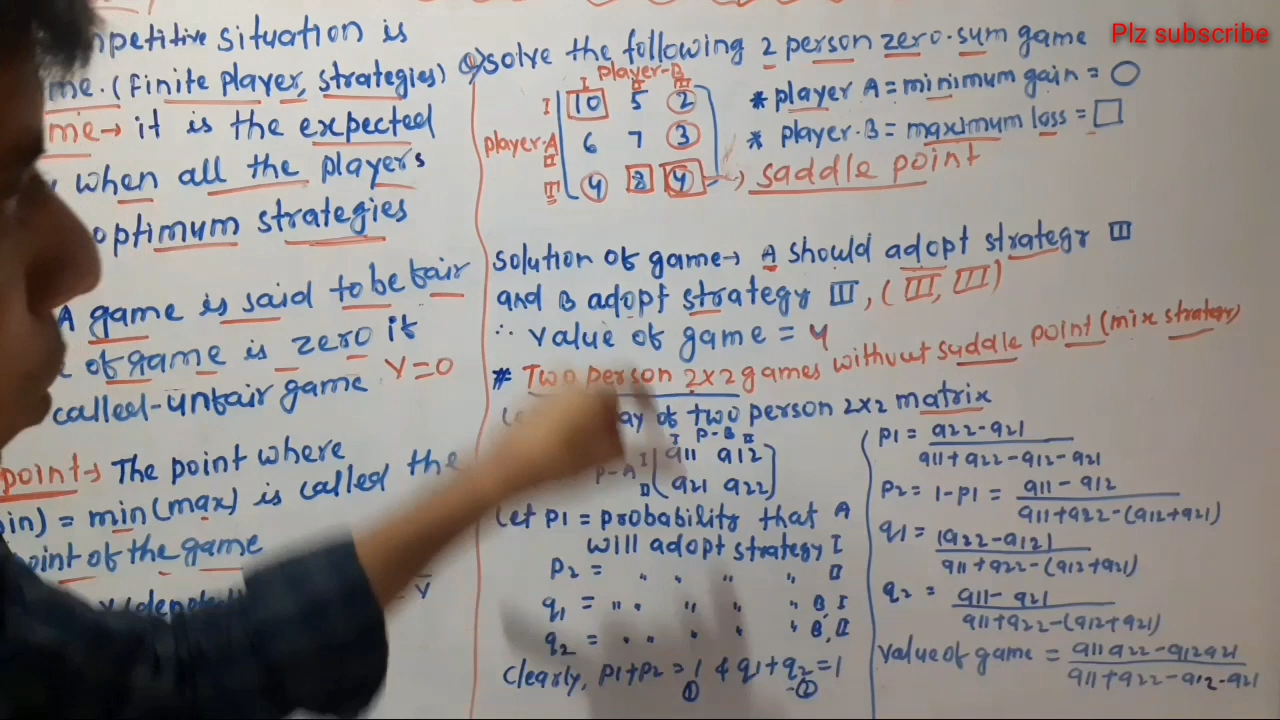 Plz subscribe
mpetitive situation is
me. (finite player, strategies)
me → it is the expected
when all the players
optimum strategies
A game is said to be fair
of game is zero it
V=0
called-unfair game
point → The point where
in) = min(max) is called the
oint of the game
Q) solve the following 2 person zero-sum game
player-B
I II III
I 10 5 2
player-A II 6 7 3
III 4 8 4
* player A = minimum gain = ○
* player-B = maximum loss = □
→ saddle point
solution of game → A should adopt strategy III
and B adopt strategy III, (III, III)
∴ value of game = 4
* Two person 2x2 games without saddle point (mix strategy)
ay of two person 2x2 matrix
P-B
I II
P-A I a11 a12
II a21 a22
Let p1 = probability that A
will adopt strategy I
p2 = " " " " II
q1 = " " " " B, I
q2 = " " " " B, II
Clearly, p1+p2 = 1 & q1+q2 = 1
① ②
p1 = a22-a21 / a11+a22-a12-a21
p2 = 1-p1 = a11-a12 / a11+a22-(a12+a21)
q1 = (a22-a12) / a11+a22-(a12+a21)
q2 = a11-a21 / a11+a22-(a12+a21)
value of game = a11a22-a12a21 / a11+a22-a12-a21